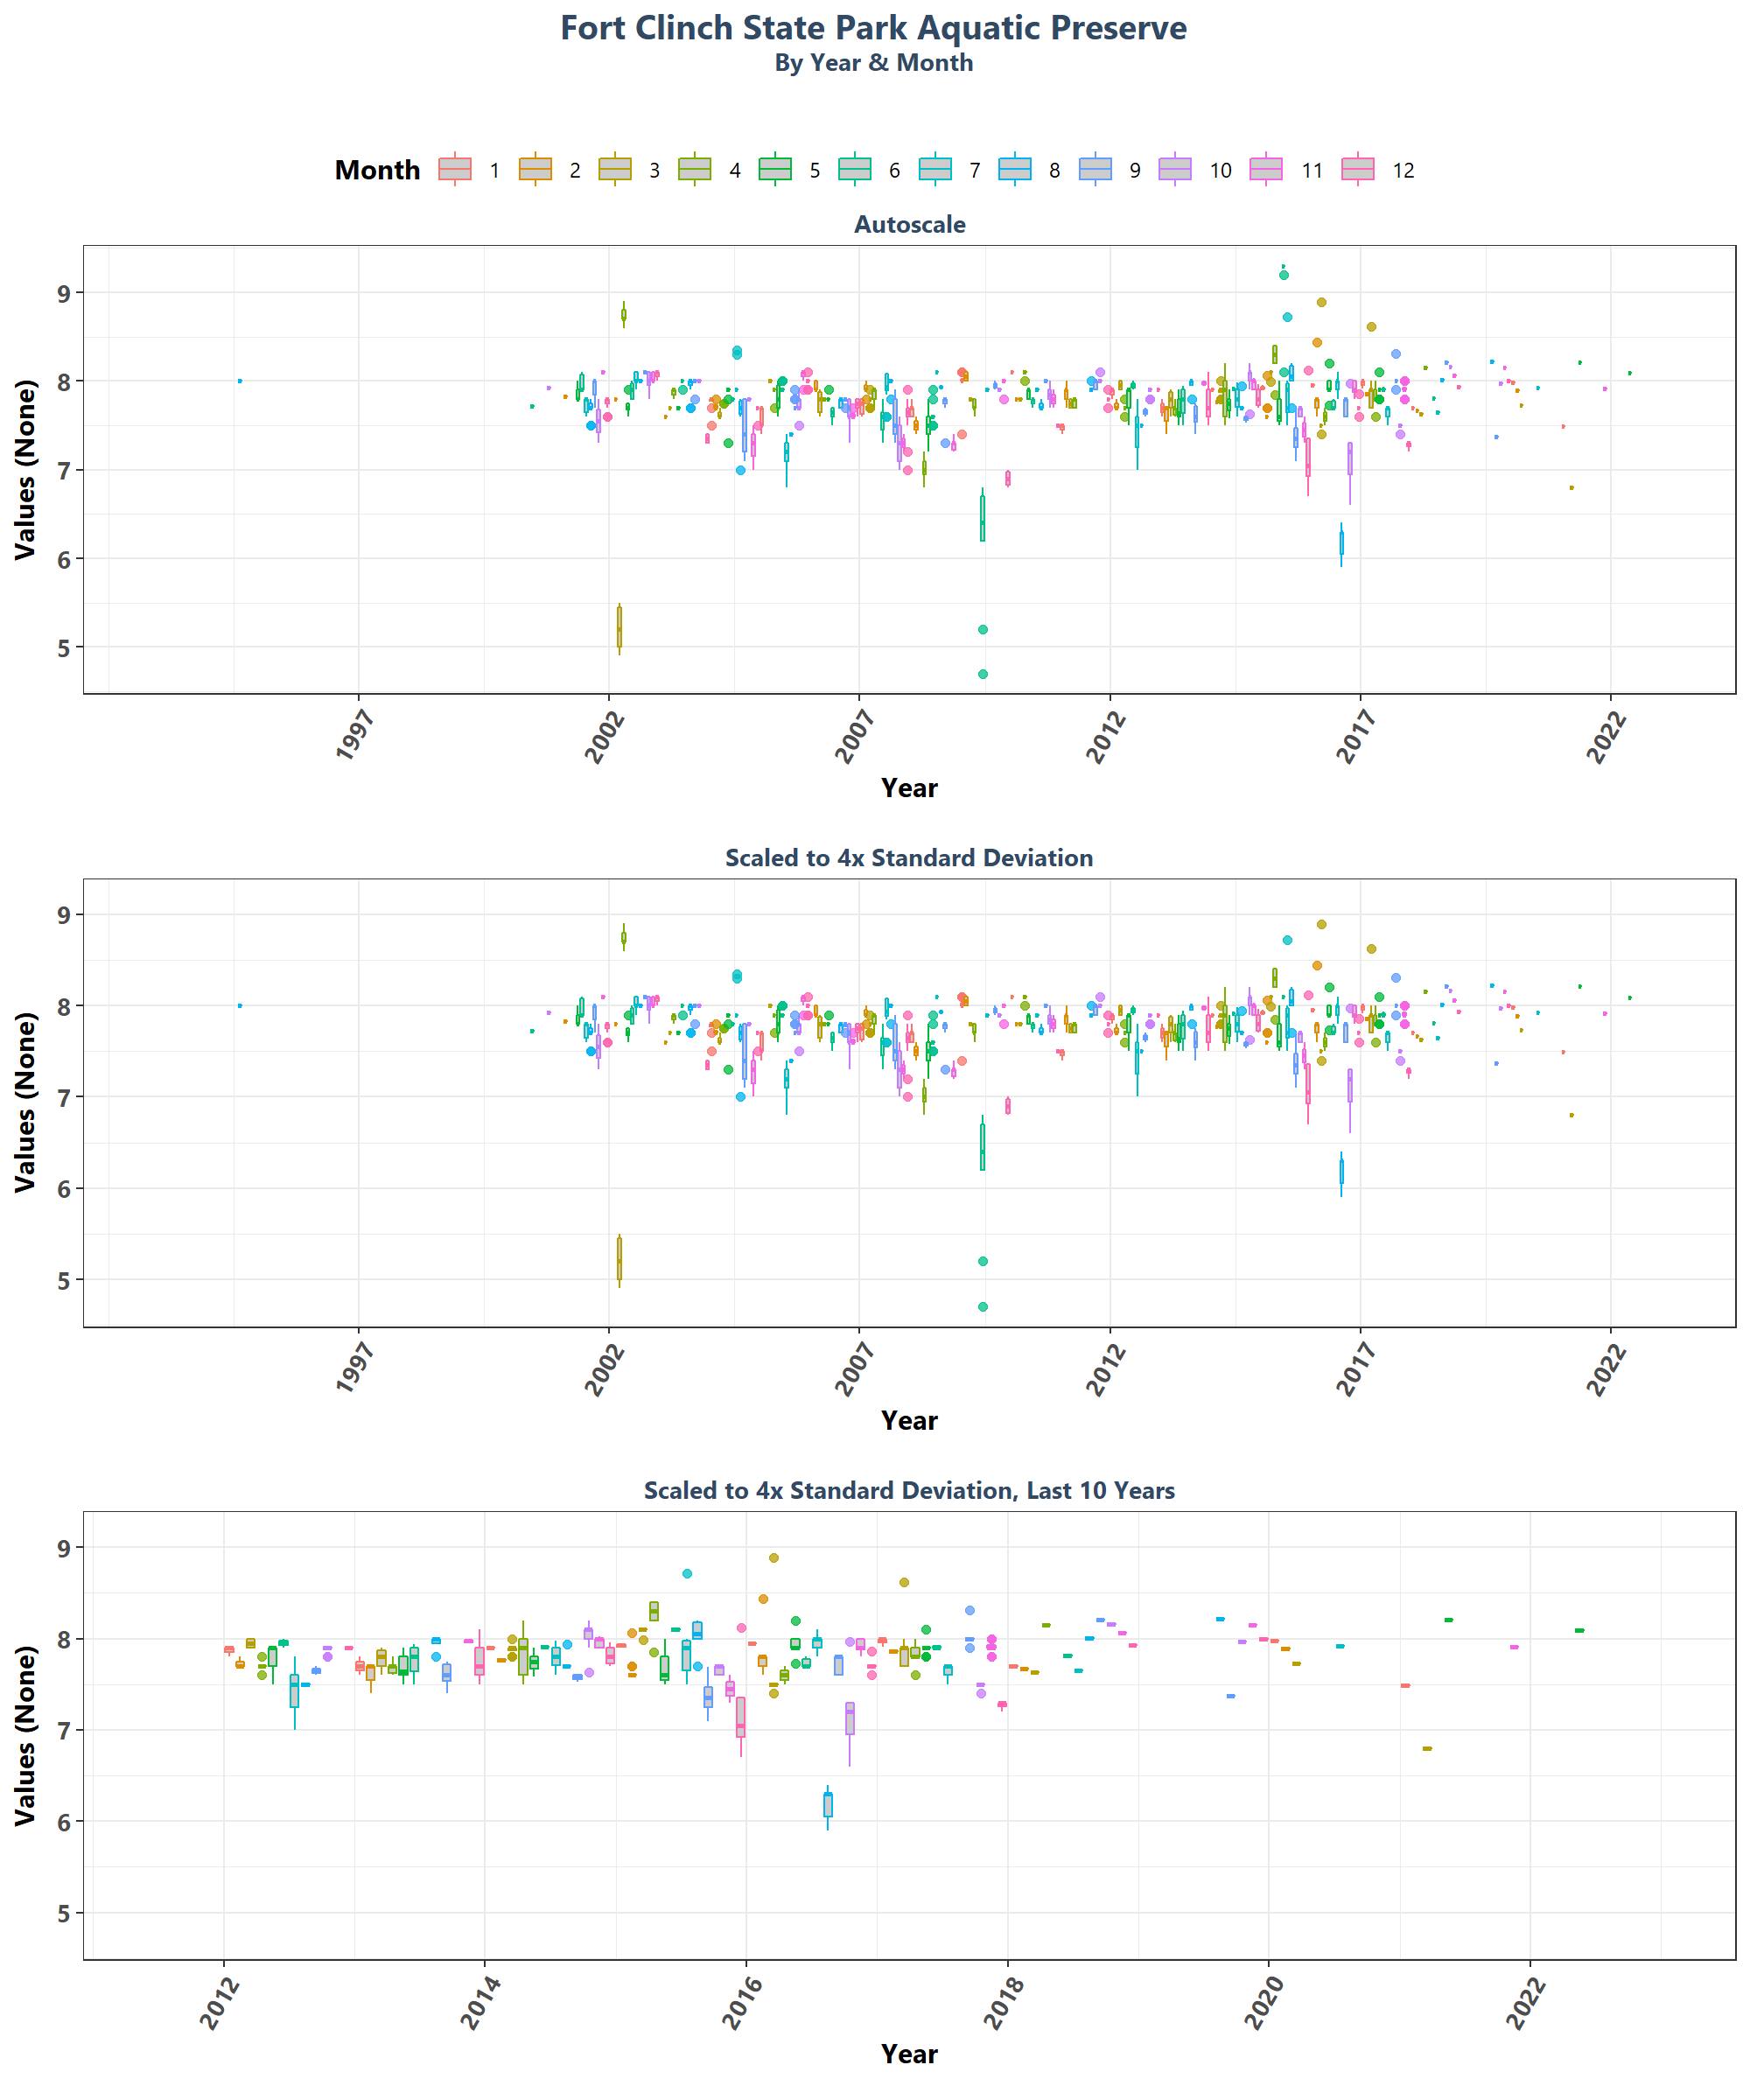 Fort Clinch State Park Aquatic Preserve
By Year & Month
Month 1 2 3 4 5 6 7 8 9 10 11 12
Autoscale
Values (None)
9
8
7
6
5
1997 2002 2007 2012 2017 2022
Year
Scaled to 4x Standard Deviation
Values (None)
9
8
7
6
5
1997 2002 2007 2012 2017 2022
Year
Scaled to 4x Standard Deviation, Last 10 Years
Values (None)
9
8
7
6
5
2012 2014 2016 2018 2020 2022
Year